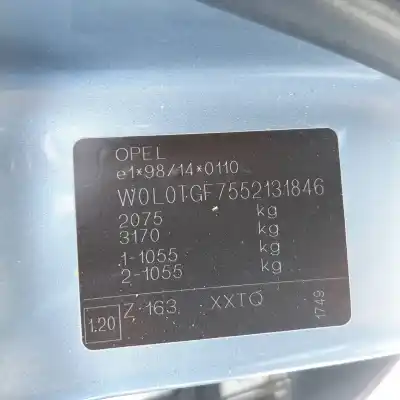 OPEL
e1*98/14*0110
W0L0TGF7552131846
2075 kg
3170 kg
1-1055 kg
2-1055 kg
1.20 Z 163 XXTO 1749